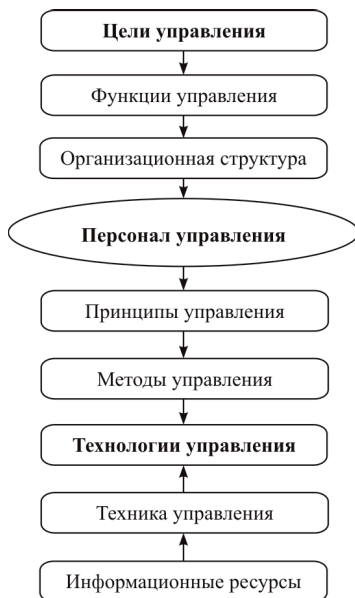 Цели управления
Функции управления
Организационная структура
Персонал управления
Принципы управления
Методы управления
Технологии управления
Техника управления
Информационные ресурсы